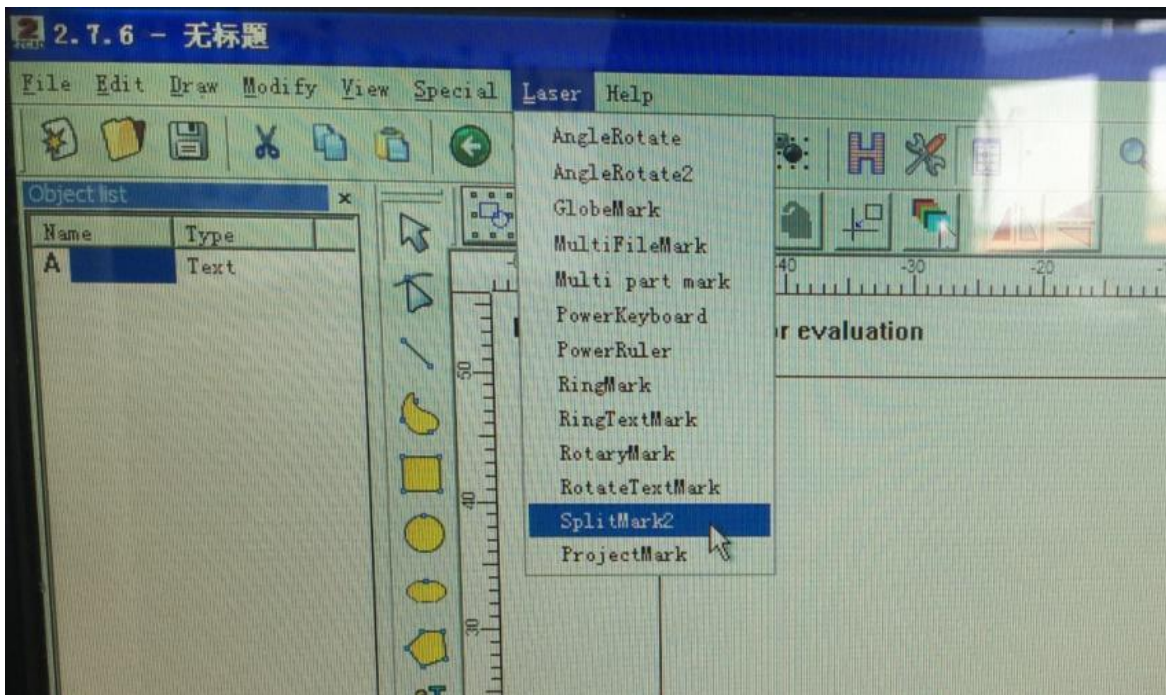 2.7.6 - 无标题
File Edit Draw Modify View Special Laser Help
AngleRotate
AngleRotate2
GlobeMark
MultiFileMark
Multi part mark
PowerKeyboard
PowerRuler
RingMark
RingTextMark
RotaryMark
RotateTextMark
SplitMark2
ProjectMark
Object list
Name Type
A Text
40 -30 -20
r evaluation
50
40
30